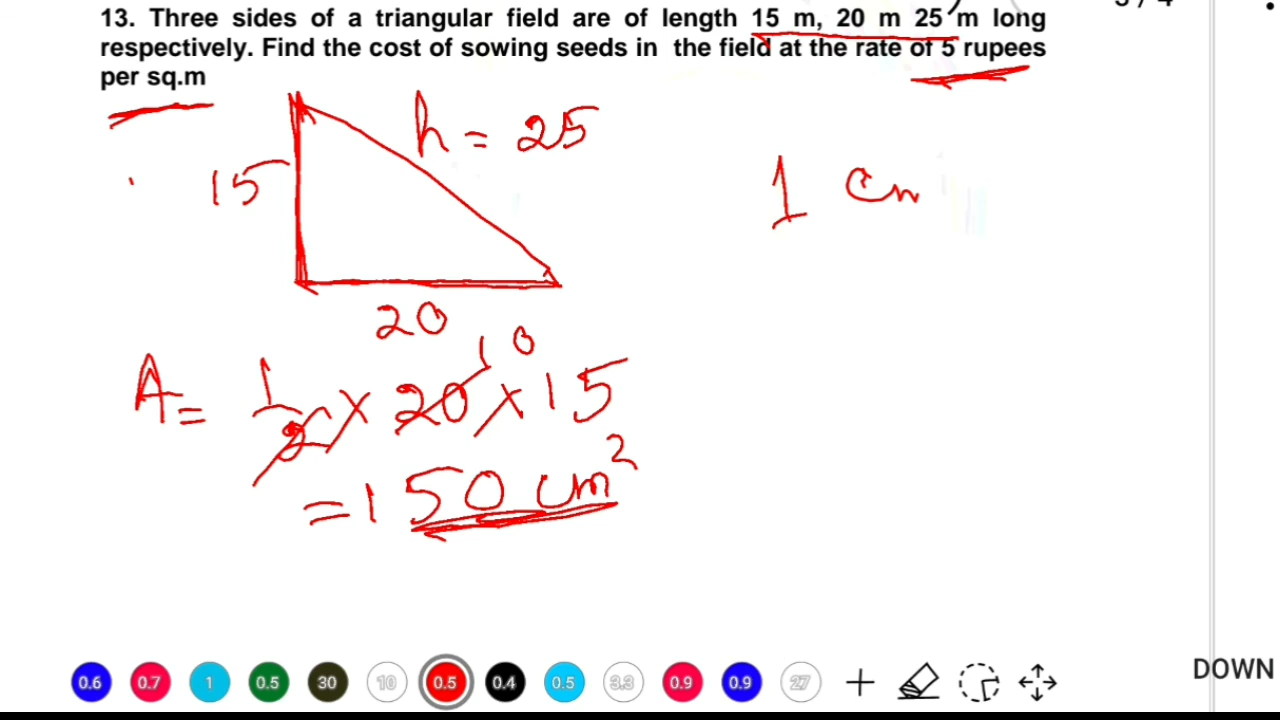 13. Three sides of a triangular field are of length 15 m, 20 m 25 m long
respectively. Find the cost of sowing seeds in the field at the rate of 5 rupees
per sq.m
h = 25
15
1 cm
20
10
A = 1/2 × 20 × 15
= 150 cm²
DOWN
0.6 0.7 1 0.5 30 10 0.5 0.4 0.5 3.3 0.9 0.9 27